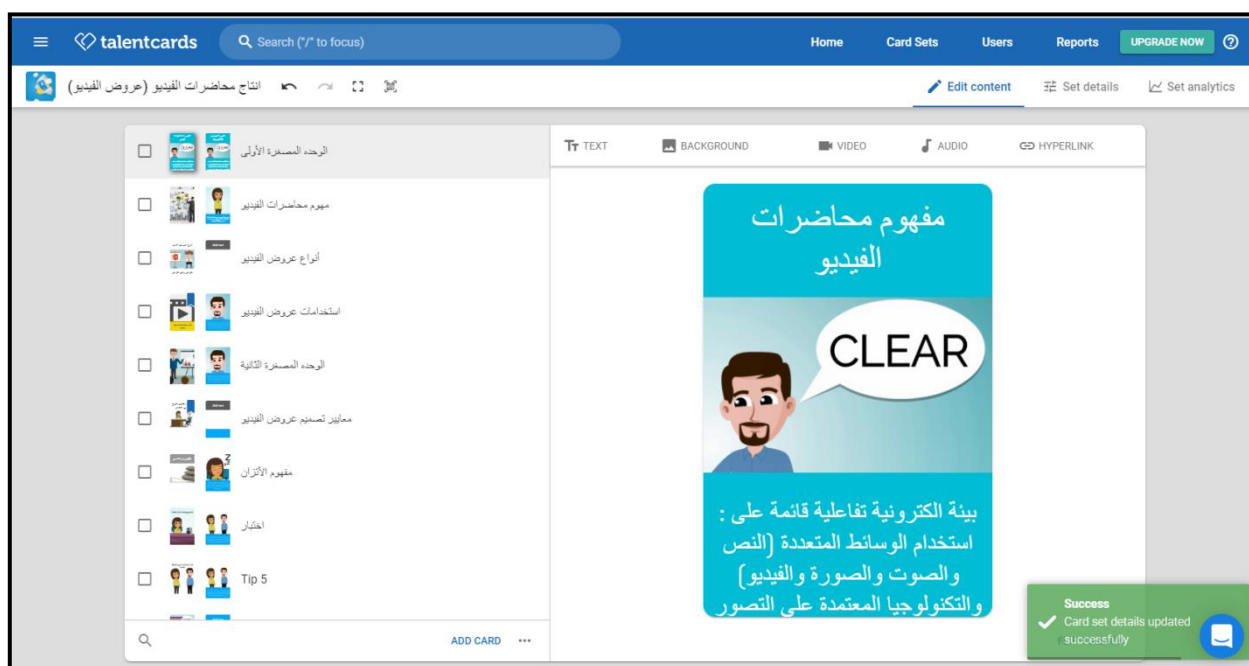 talentcards
Search ("/" to focus)
Home
Card Sets
Users
Reports
UPGRADE NOW
انتاج محاضرات الفيديو (عروض الفيديو)
Edit content
Set details
Set analytics
الوحده المصغرة الأولى
مهوم محاضرات الفيديو
أنواع عروض الفيديو
استخدامات عروض الفيديو
الوحده المصغرة الثانية
معايير تصميم عروض الفيديو
مفهوم الأتزان
اختبار
Tip 5
ADD CARD
TT TEXT
BACKGROUND
VIDEO
AUDIO
HYPERLINK
مفهوم محاضرات
الفيديو
CLEAR
بيئة الكترونية تفاعلية قائمة على :
استخدام الوسائط المتعددة (النص
والصوت والصورة والفيديو)
والتكنولوجيا المعتمدة على التصور
Success
Card set details updated
successfully